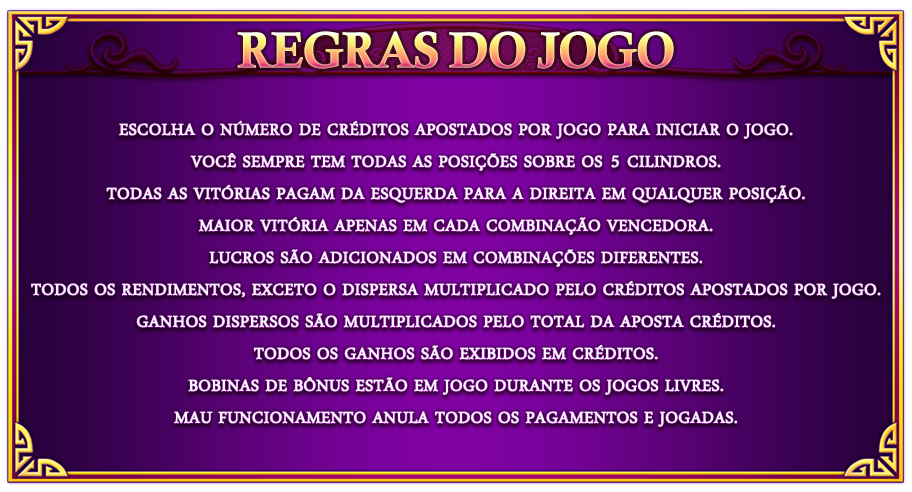 REGRAS DO JOGO
ESCOLHA O NÚMERO DE CRÉDITOS APOSTADOS POR JOGO PARA INICIAR O JOGO.
VOCÊ SEMPRE TEM TODAS AS POSIÇÕES SOBRE OS 5 CILINDROS.
TODAS AS VITÓRIAS PAGAM DA ESQUERDA PARA A DIREITA EM QUALQUER POSIÇÃO.
MAIOR VITÓRIA APENAS EM CADA COMBINAÇÃO VENCEDORA.
LUCROS SÃO ADICIONADOS EM COMBINAÇÕES DIFERENTES.
TODOS OS RENDIMENTOS, EXCETO O DISPERSA MULTIPLICADO PELO CRÉDITOS APOSTADOS POR JOGO.
GANHOS DISPERSOS SÃO MULTIPLICADOS PELO TOTAL DA APOSTA CRÉDITOS.
TODOS OS GANHOS SÃO EXIBIDOS EM CRÉDITOS.
BOBINAS DE BÔNUS ESTÃO EM JOGO DURANTE OS JOGOS LIVRES.
MAU FUNCIONAMENTO ANULA TODOS OS PAGAMENTOS E JOGADAS.